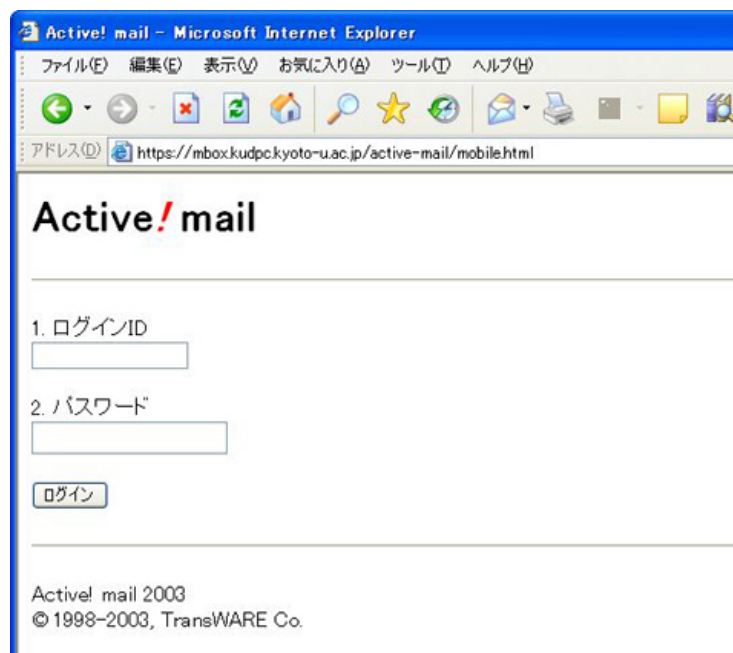 Active! mail - Microsoft Internet Explorer
ファイル(F) 編集(E) 表示(V) お気に入り(A) ツール(T) ヘルプ(H)
アドレス(D) https://mbox.kudpc.kyoto-u.ac.jp/active-mail/mobile.html
Active! mail
1. ログインID
2. パスワード
ログイン
Active! mail 2003
© 1998-2003, TransWARE Co.